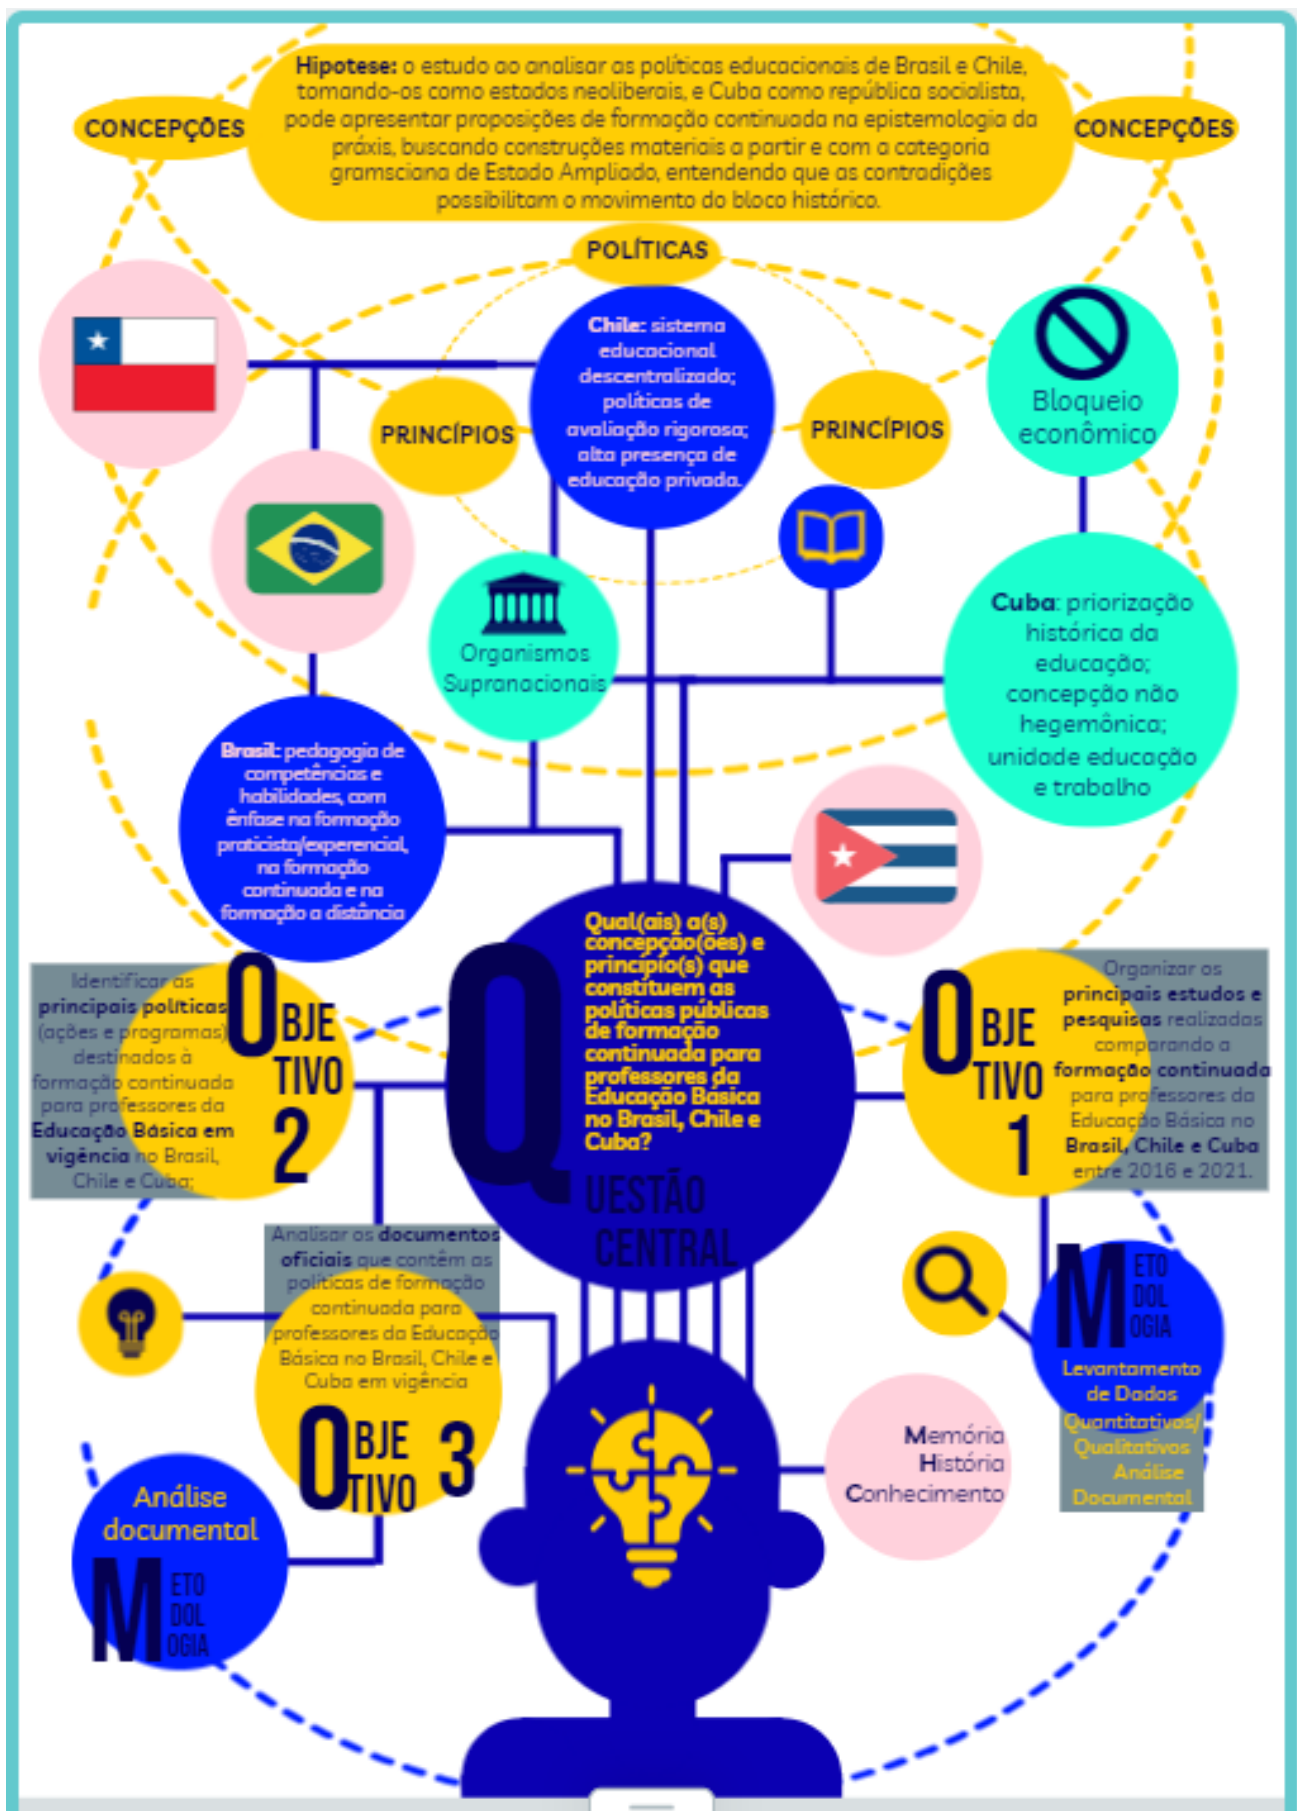 Hipotese: o estudo ao analisar as políticas educacionais de Brasil e Chile,
tomando-os como estados neoliberais, e Cuba como república socialista,
pode apresentar proposições de formação continuada na epistemologia da
práxis, buscando construções materiais a partir e com a categoria
gramsciana de Estado Ampliado, entendendo que as contradições
possibilitam o movimento do bloco histórico.
CONCEPÇÕES
CONCEPÇÕES
POLÍTICAS
PRINCÍPIOS
Chile: sistema
educacional
descentralizado;
políticas de
avaliação rigorosa;
alta presença de
educação privada.
PRINCÍPIOS
Bloqueio
econômico
Organismos
Supranacionais
Cuba: priorização
histórica da
educação;
concepção não
hegemônica;
unidade educação
e trabalho
Brasil: pedagogia de
competências e
habilidades, com
ênfase na formação
praticista/experencial,
na formação
continuada e na
formação a distância
Qual(ais) a(s)
concepção(ões) e
princípio(s) que
constituem as
políticas públicas
de formação
continuada para
professores da
Educação Básica
no Brasil, Chile e
Cuba?
QUESTÃO
CENTRAL
Identificar as
principais políticas
(ações e programas)
destinados à
formação continuada
para professores da
Educação Básica em
vigência no Brasil,
Chile e Cuba;
OBJE
TIVO
2
OBJE
TIVO
1
Organizar os
principais estudos e
pesquisas realizadas
comparando a
formação continuada
para professores da
Educação Básica no
Brasil, Chile e Cuba
entre 2016 e 2021.
Analisar os documentos
oficiais que contêm as
políticas de formação
continuada para
professores da Educação
Básica no Brasil, Chile e
Cuba em vigência
OBJE
TIVO 3
METO
DOL
OGIA
Levantamento
de Dados
Quantitativos/
Qualitativos
Análise
Documental
Memória
História
Conhecimento
Análise
documental
METO
DOL
OGIA